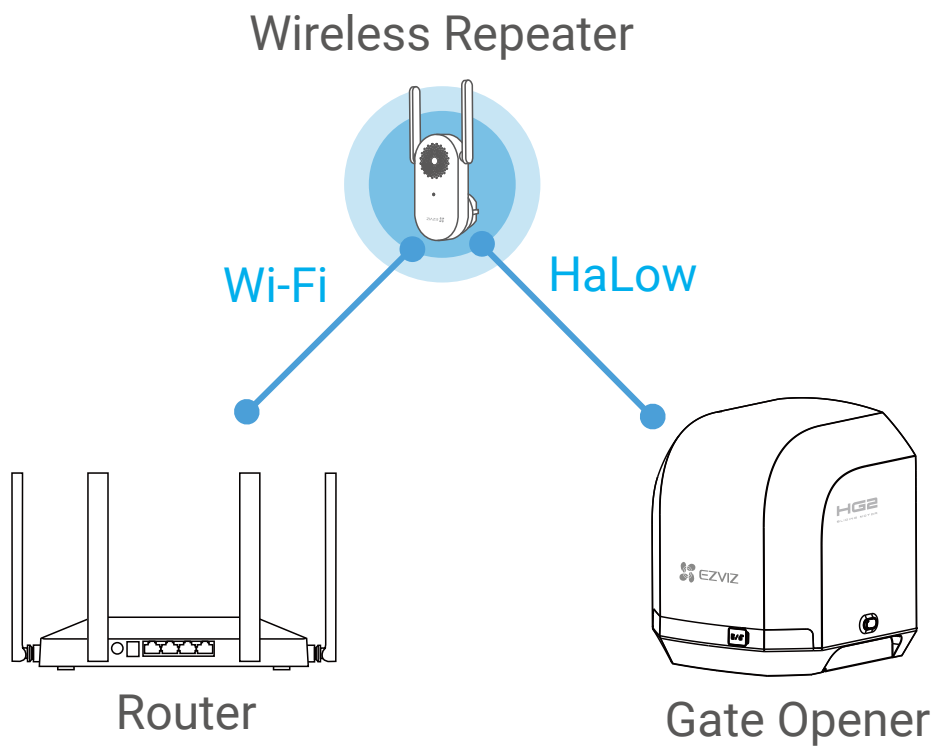 Wireless Repeater
Wi-Fi
HaLow
HG2
EZVIZ
Router
Gate Opener